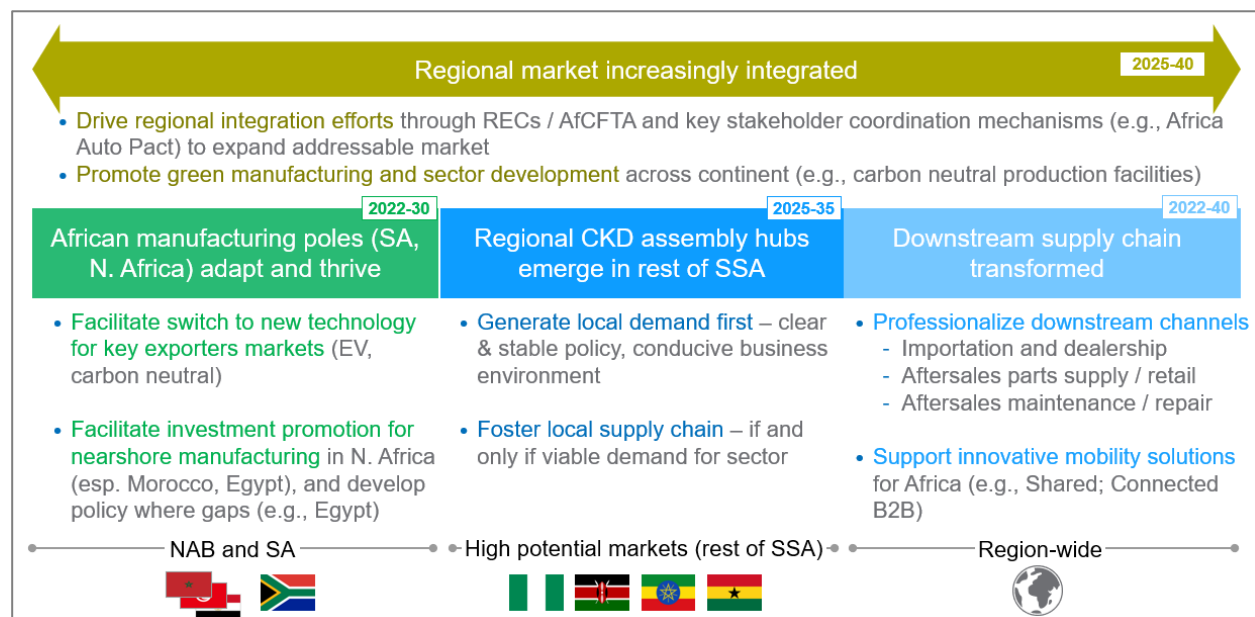 Regional market increasingly integrated
2025-40
• Drive regional integration efforts through RECs / AfCFTA and key stakeholder coordination mechanisms (e.g., Africa
Auto Pact) to expand addressable market
• Promote green manufacturing and sector development across continent (e.g., carbon neutral production facilities)
2022-30
African manufacturing poles (SA,
N. Africa) adapt and thrive
• Facilitate switch to new technology
for key exporters markets (EV,
carbon neutral)
• Facilitate investment promotion for
nearshore manufacturing in N. Africa
(esp. Morocco, Egypt), and develop
policy where gaps (e.g., Egypt)
NAB and SA
2025-35
Regional CKD assembly hubs
emerge in rest of SSA
• Generate local demand first – clear
& stable policy, conducive business
environment
• Foster local supply chain – if and
only if viable demand for sector
High potential markets (rest of SSA)
2022-40
Downstream supply chain
transformed
• Professionalize downstream channels
- Importation and dealership
- Aftersales parts supply / retail
- Aftersales maintenance / repair
• Support innovative mobility solutions
for Africa (e.g., Shared; Connected
B2B)
Region-wide